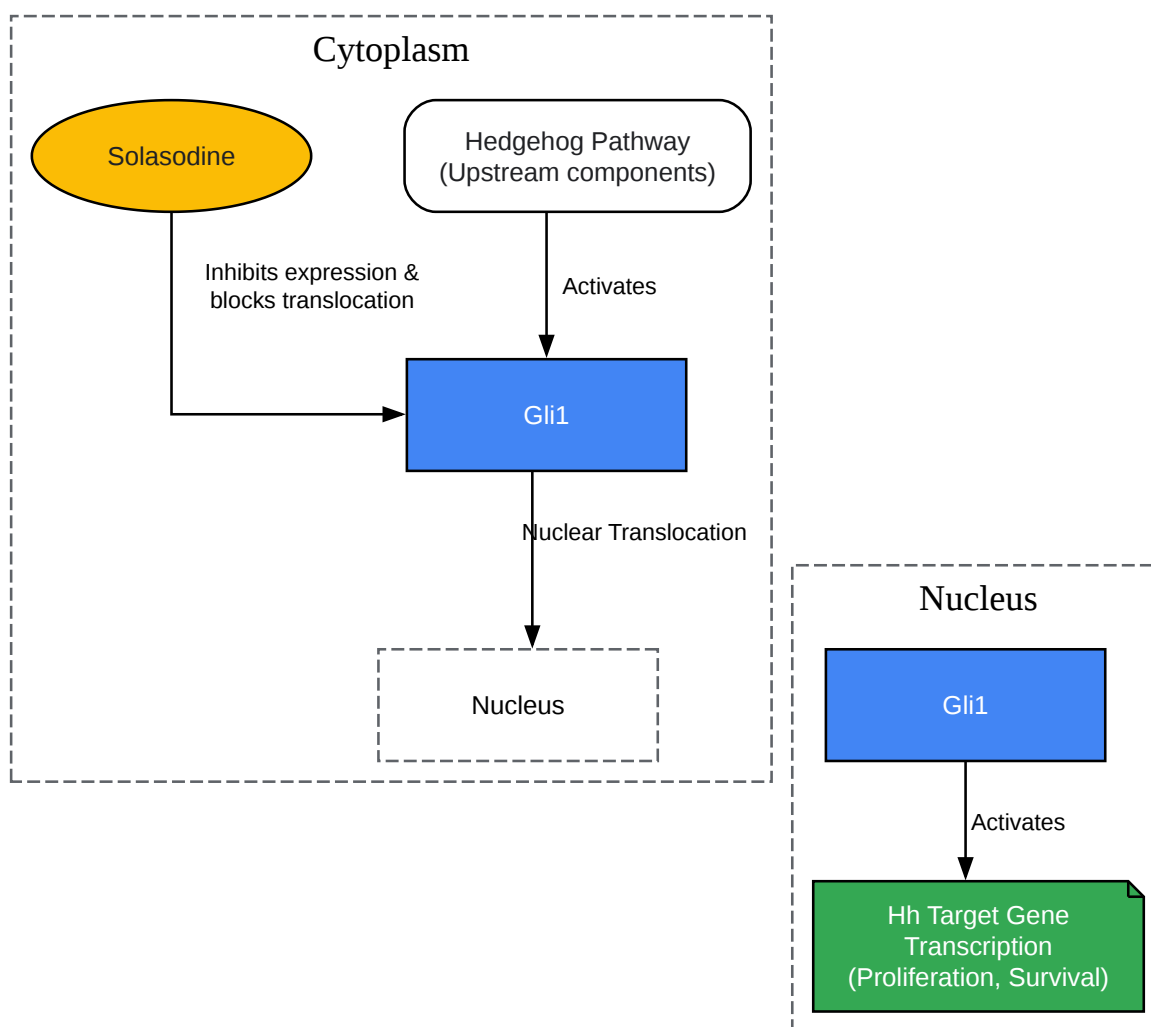 Cytoplasm
Solasodine
Hedgehog Pathway
(Upstream components)
Inhibits expression &
blocks translocation
Activates
Gli1
Nuclear Translocation
Nucleus
Nucleus
Gli1
Activates
Hh Target Gene
Transcription
(Proliferation, Survival)